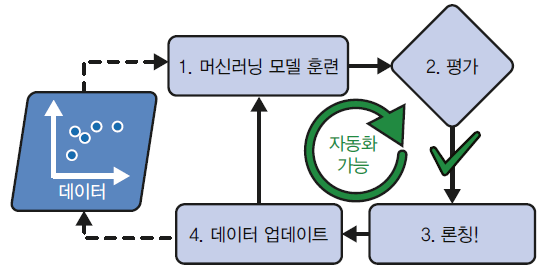 1. 머신러닝 모델 훈련
2. 평가
데이터
자동화
가능
4. 데이터 업데이트
3. 론칭!